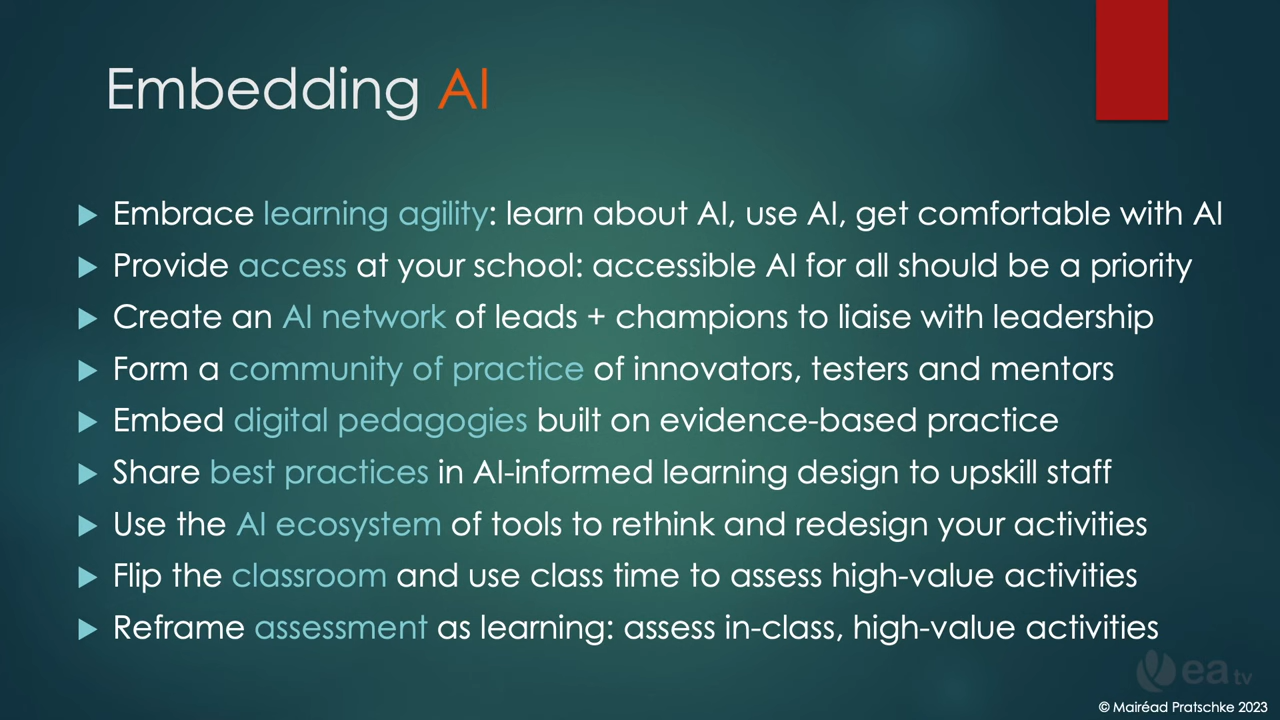 Embedding AI
Embrace learning agility: learn about AI, use AI, get comfortable with AI
Provide access at your school: accessible AI for all should be a priority
Create an AI network of leads + champions to liaise with leadership
Form a community of practice of innovators, testers and mentors
Embed digital pedagogies built on evidence-based practice
Share best practices in AI-informed learning design to upskill staff
Use the AI ecosystem of tools to rethink and redesign your activities
Flip the classroom and use class time to assess high-value activities
Reframe assessment as learning: assess in-class, high-value activities
ea tv
© Mairéad Pratschke 2023